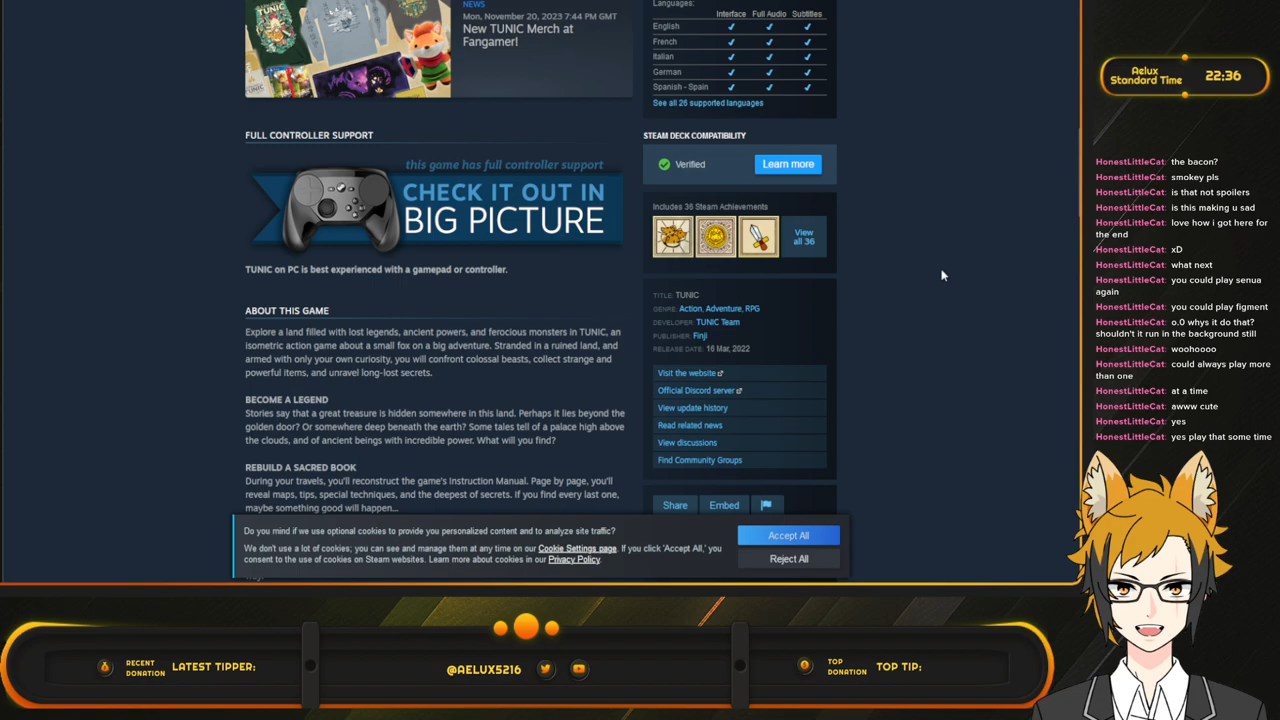 NEWS
Mon, November 20, 2023 7:44 PM GMT
New TUNIC Merch at
Fangamer!
FULL CONTROLLER SUPPORT
this game has full controller support
CHECK IT OUT IN
BIG PICTURE
TUNIC on PC is best experienced with a gamepad or controller.
ABOUT THIS GAME
Explore a land filled with lost legends, ancient powers, and ferocious monsters in TUNIC, an
isometric action game about a small fox on a big adventure. Stranded in a ruined land, and
armed with only your own curiosity, you will confront colossal beasts, collect strange and
powerful items, and unravel long-lost secrets.
BECOME A LEGEND
Stories say that a great treasure is hidden somewhere in this land. Perhaps it lies beyond the
golden door? Or somewhere deep beneath the earth? Some tales tell of a palace high above
the clouds, and of ancient beings with incredible power. What will you find?
REBUILD A SACRED BOOK
During your travels, you'll reconstruct the game's Instruction Manual. Page by page, you'll
reveal maps, tips, special techniques, and the deepest of secrets. If you find every last one,
maybe something good will happen...
Languages:
Interface Full Audio Subtitles
English ✔ ✔ ✔
French ✔ ✔ ✔
Italian ✔ ✔ ✔
German ✔ ✔ ✔
Spanish - Spain ✔ ✔ ✔
See all 26 supported languages
STEAM DECK COMPATIBILITY
Verified Learn more
Includes 36 Steam Achievements
View
all 36
TITLE: TUNIC
GENRE: Action, Adventure, RPG
DEVELOPER: TUNIC Team
PUBLISHER: Finji
RELEASE DATE: 16 Mar, 2022
Visit the website
Official Discord server
View update history
Read related news
View discussions
Find Community Groups
Share Embed
Do you mind if we use optional cookies to provide you personalized content and to analyze site traffic?
We don't use a lot of cookies; you can see and manage them at any time on our Cookie Settings page. If you click 'Accept All,' you
consent to the use of cookies on Steam websites. Learn more about cookies in our Privacy Policy.
Accept All
Reject All
Aelux
Standard Time
22:36
HonestLittleCat: the bacon?
HonestLittleCat: smokey pls
HonestLittleCat: is that not spoilers
HonestLittleCat: is this making u sad
HonestLittleCat: love how i got here for
the end
HonestLittleCat: xD
HonestLittleCat: what next
HonestLittleCat: you could play senua
again
HonestLittleCat: you could play figment
HonestLittleCat: o.0 whys it do that?
shouldn't it run in the background still
HonestLittleCat: woohoooo
HonestLittleCat: could always play more
than one
HonestLittleCat: at a time
HonestLittleCat: awww cute
HonestLittleCat: yes
HonestLittleCat: yes play that some time
RECENT
DONATION
LATEST TIPPER:
@AELUX5216
TOP
DONATION
TOP TIP: